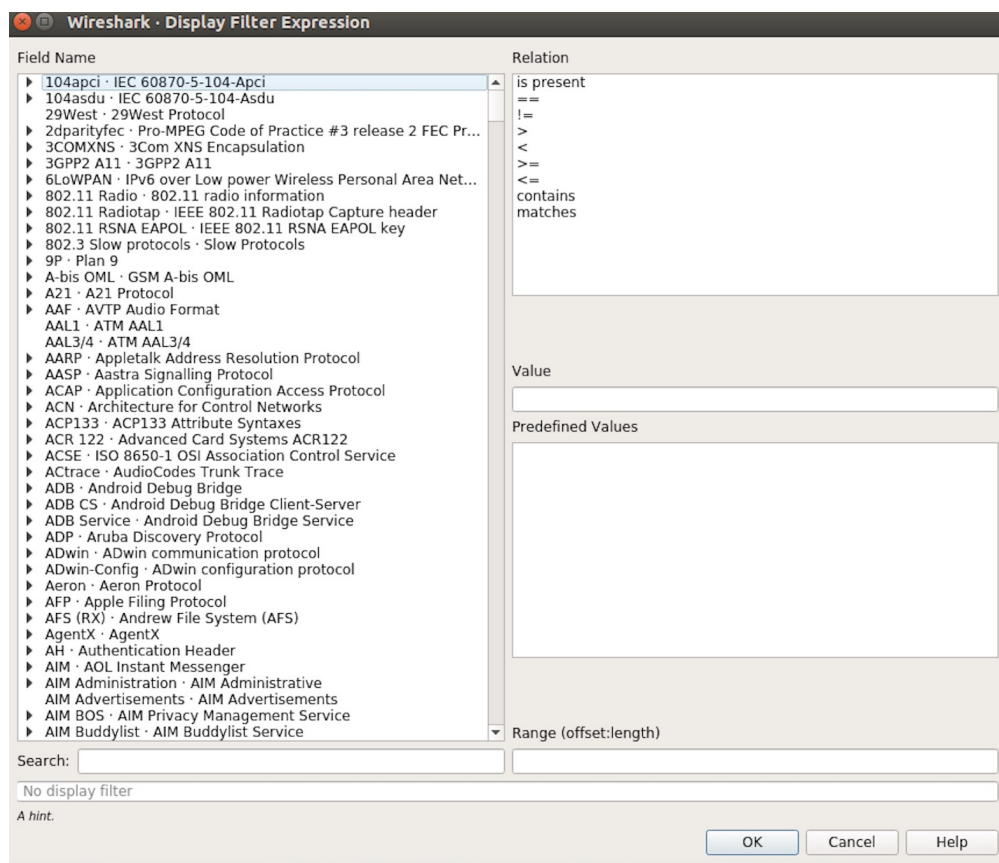 Wireshark · Display Filter Expression
Field Name
104apci · IEC 60870-5-104-Apci
104asdu · IEC 60870-5-104-Asdu
29West · 29West Protocol
2dparityfec · Pro-MPEG Code of Practice #3 release 2 FEC Pr...
3COMXNS · 3Com XNS Encapsulation
3GPP2 A11 · 3GPP2 A11
6LoWPAN · IPv6 over Low power Wireless Personal Area Net...
802.11 Radio · 802.11 radio information
802.11 Radiotap · IEEE 802.11 Radiotap Capture header
802.11 RSNA EAPOL · IEEE 802.11 RSNA EAPOL key
802.3 Slow protocols · Slow Protocols
9P · Plan 9
A-bis OML · GSM A-bis OML
A21 · A21 Protocol
AAF · AVTP Audio Format
AAL1 · ATM AAL1
AAL3/4 · ATM AAL3/4
AARP · Appletalk Address Resolution Protocol
AASP · Aastra Signalling Protocol
ACAP · Application Configuration Access Protocol
ACN · Architecture for Control Networks
ACP133 · ACP133 Attribute Syntaxes
ACR 122 · Advanced Card Systems ACR122
ACSE · ISO 8650-1 OSI Association Control Service
ACtrace · AudioCodes Trunk Trace
ADB · Android Debug Bridge
ADB CS · Android Debug Bridge Client-Server
ADB Service · Android Debug Bridge Service
ADP · Aruba Discovery Protocol
ADwin · ADwin communication protocol
ADwin-Config · ADwin configuration protocol
Aeron · Aeron Protocol
AFP · Apple Filing Protocol
AFS (RX) · Andrew File System (AFS)
AgentX · AgentX
AH · Authentication Header
AIM · AOL Instant Messenger
AIM Administration · AIM Administrative
AIM Advertisements · AIM Advertisements
AIM BOS · AIM Privacy Management Service
AIM Buddylist · AIM Buddylist Service
Search:
Relation
is present
==
!=
>
<
>=
<=
contains
matches
Value
Predefined Values
Range (offset:length)
No display filter
A hint.
OK
Cancel
Help